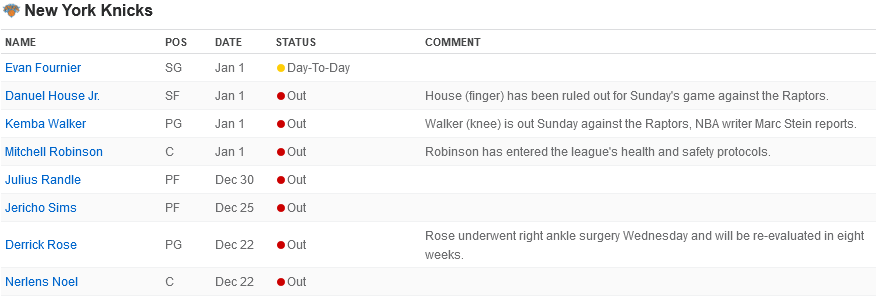 New York Knicks
NAME POS DATE STATUS COMMENT
Evan Fournier SG Jan 1 Day-To-Day
Danuel House Jr. SF Jan 1 Out House (finger) has been ruled out for Sunday's game against the Raptors.
Kemba Walker PG Jan 1 Out Walker (knee) is out Sunday against the Raptors, NBA writer Marc Stein reports.
Mitchell Robinson C Jan 1 Out Robinson has entered the league's health and safety protocols.
Julius Randle PF Dec 30 Out
Jericho Sims PF Dec 25 Out
Derrick Rose PG Dec 22 Out Rose underwent right ankle surgery Wednesday and will be re-evaluated in eight
weeks.
Nerlens Noel C Dec 22 Out